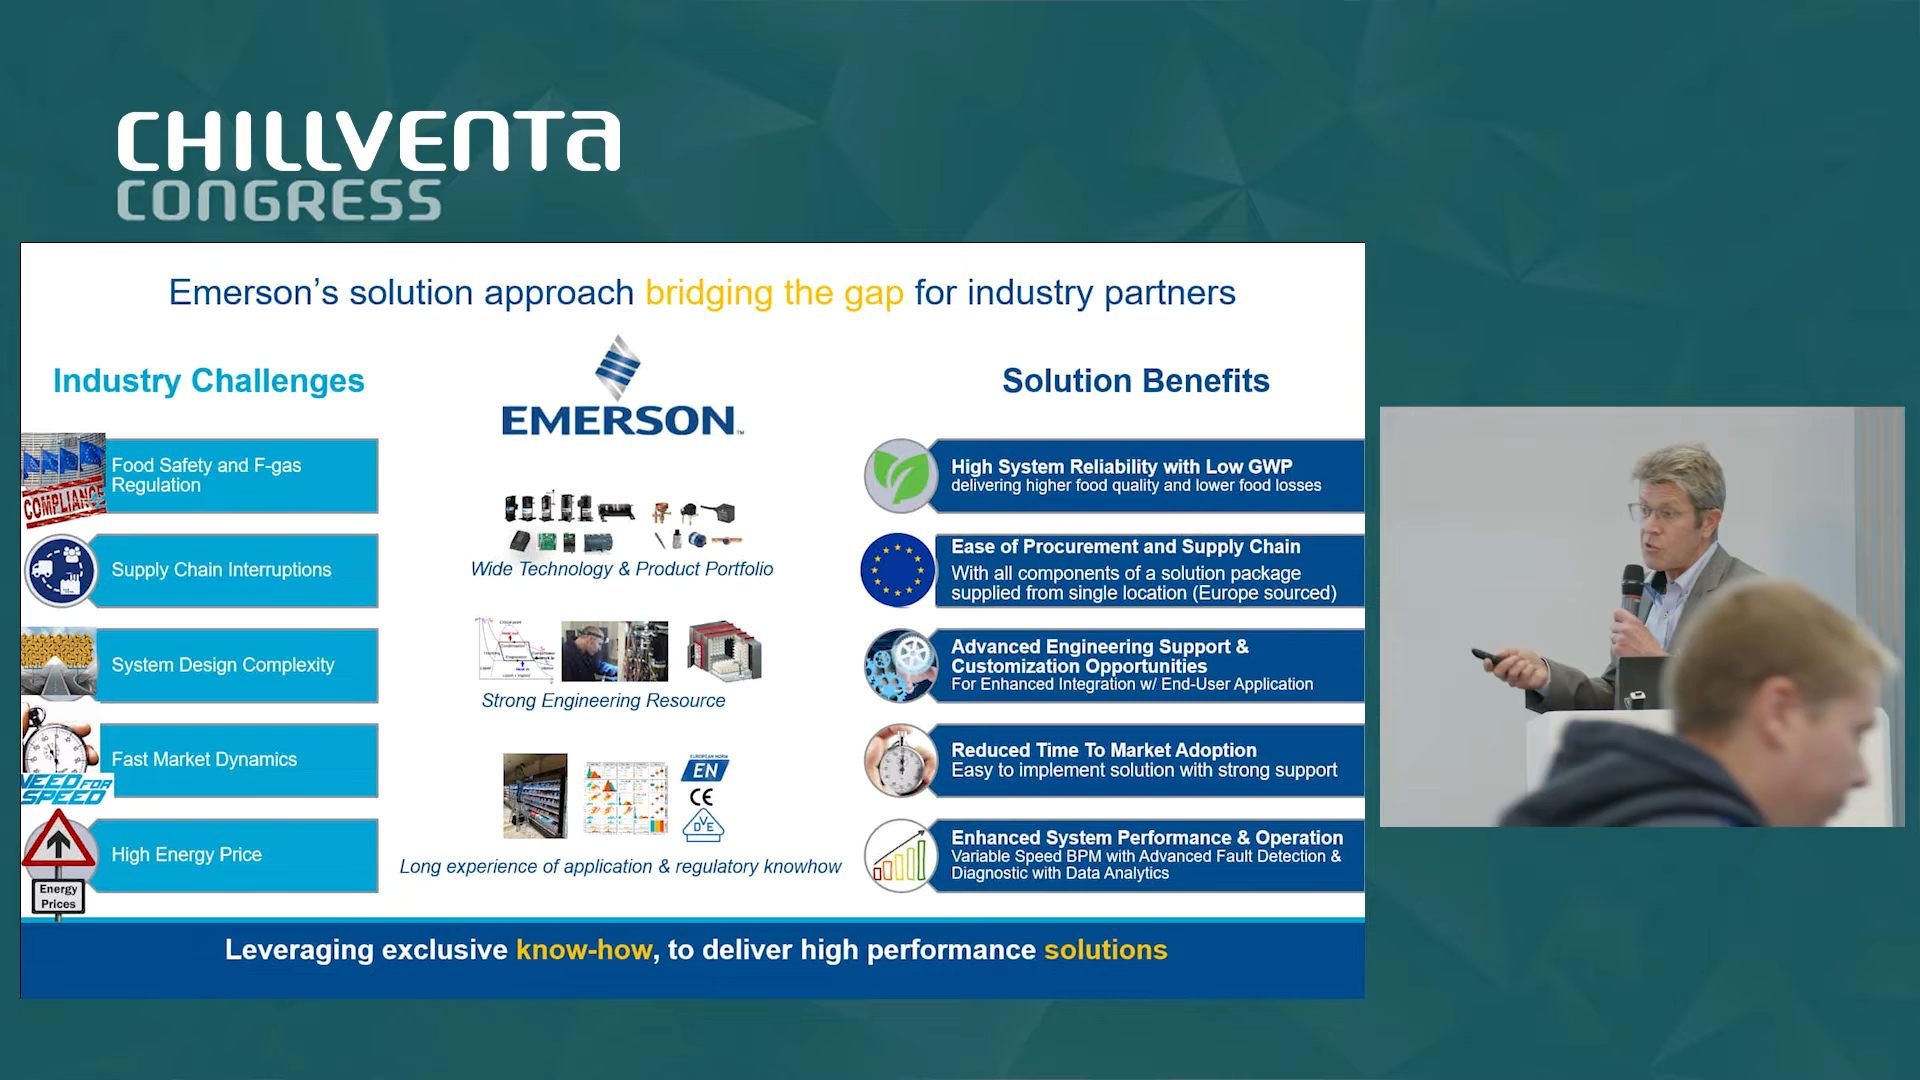 CHILLVENTA
CONGRESS
Emerson's solution approach bridging the gap for industry partners
Industry Challenges
COMPLIANCE
Food Safety and F-gas
Regulation
Supply Chain Interruptions
System Design Complexity
NEED FOR
SPEED
Fast Market Dynamics
Energy
Prices
High Energy Price
EMERSON™
Wide Technology & Product Portfolio
Strong Engineering Resource
EUROPEAN NORM
EN
CE
DVE
Long experience of application & regulatory knowhow
Solution Benefits
High System Reliability with Low GWP
delivering higher food quality and lower food losses
Ease of Procurement and Supply Chain
With all components of a solution package
supplied from single location (Europe sourced)
Advanced Engineering Support &
Customization Opportunities
For Enhanced Integration w/ End-User Application
Reduced Time To Market Adoption
Easy to implement solution with strong support
Enhanced System Performance & Operation
Variable Speed BPM with Advanced Fault Detection &
Diagnostic with Data Analytics
Leveraging exclusive know-how, to deliver high performance solutions